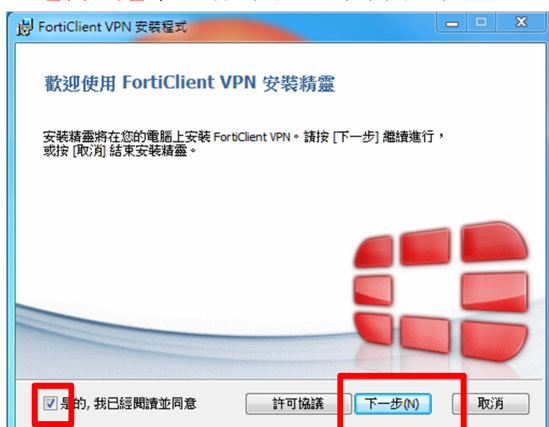 FortiClient VPN 安裝程式
歡迎使用 FortiClient VPN 安裝精靈
安裝精靈將在您的電腦上安裝 FortiClient VPN。請按 [下一步] 繼續進行，
或按 [取消] 結束安裝精靈。
是的, 我已經閱讀並同意 許可協議 下一步(N) 取消